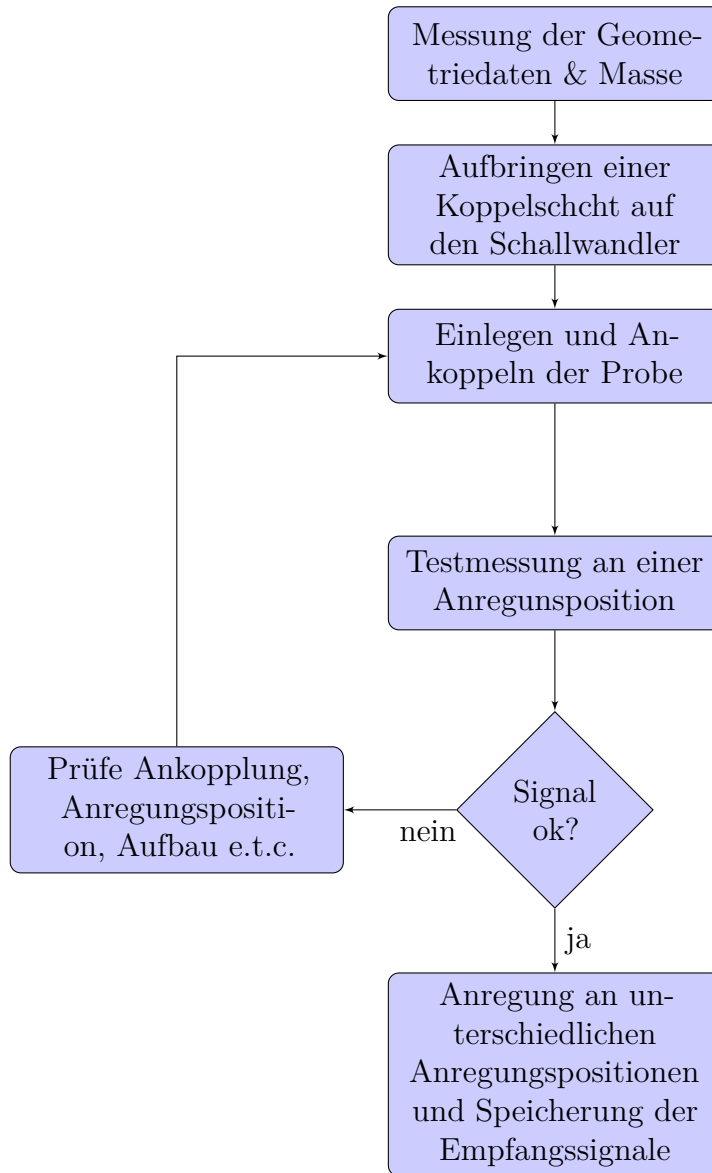 Messung der Geome-
triedaten & Masse
Aufbringen einer
Koppelschcht auf
den Schallwandler
Einlegen und An-
koppeln der Probe
Testmessung an einer
Anregunsposition
Signal
ok?
nein
Prüfe Ankopplung,
Anregungspositi-
on, Aufbau e.t.c.
ja
Anregung an un-
terschiedlichen
Anregungspositionen
und Speicherung der
Empfangssignale